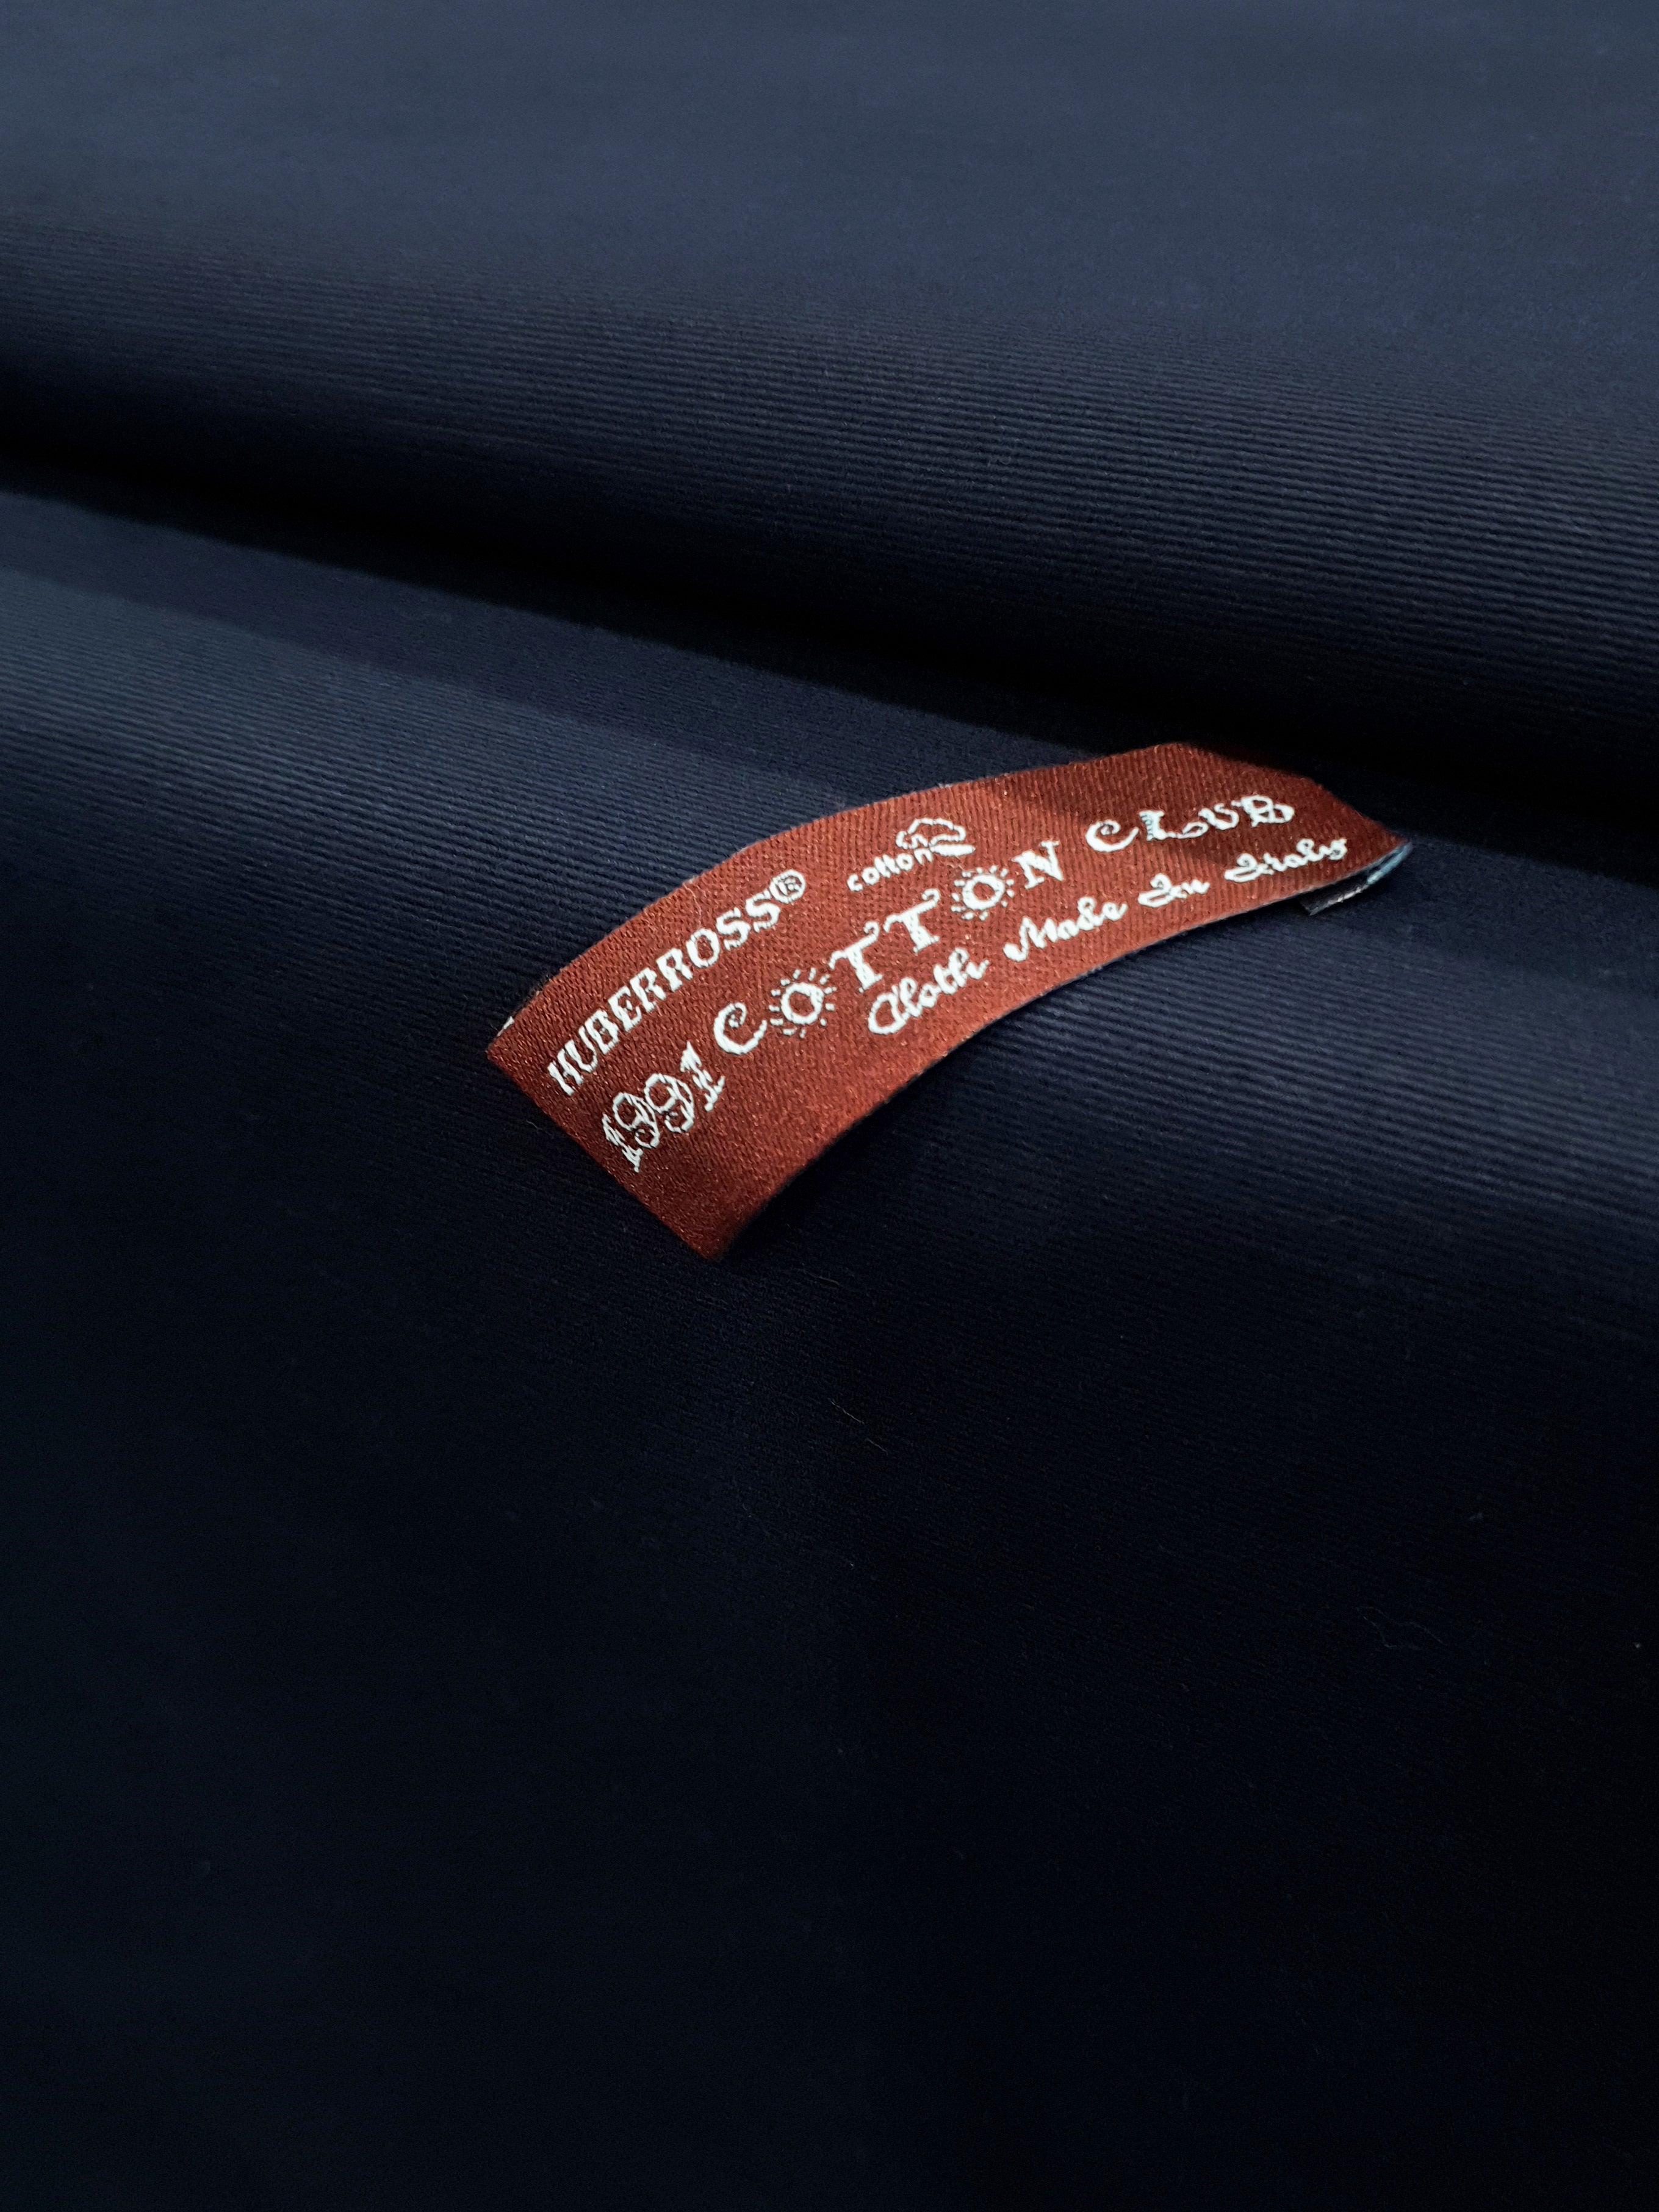 HUBERROSS®
cotton
1991 COTTON CLUB
Cloth Made In Italy